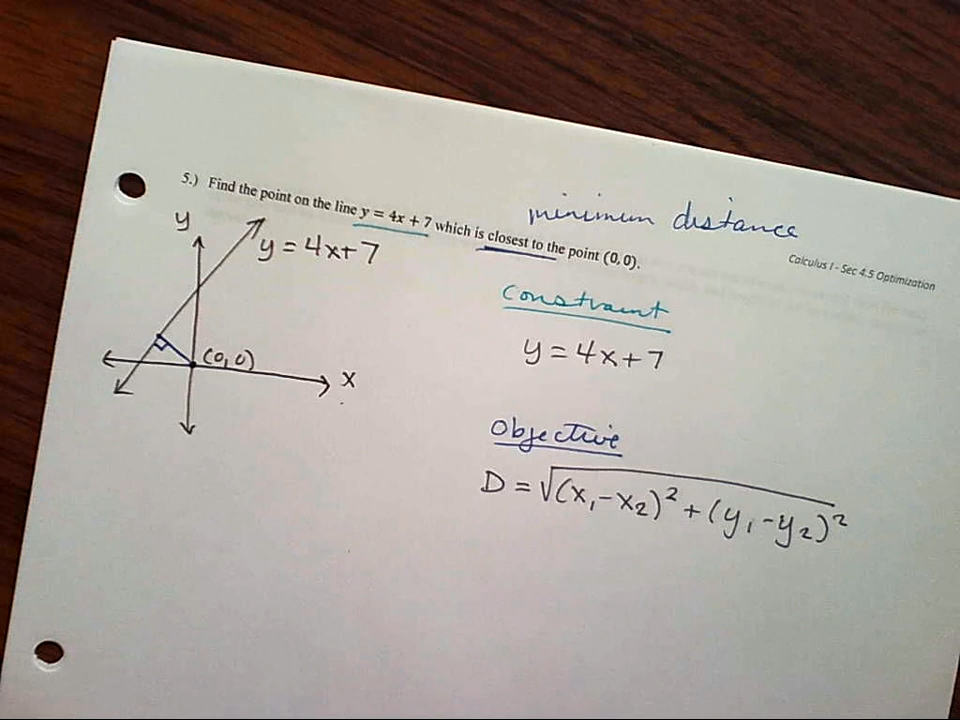 minimum distance
5.) Find the point on the line y = 4x + 7 which is closest to the point (0, 0).
Calculus I - Sec 4.5 Optimization
y
y = 4x+7
(0,0)
x
Constraint
y = 4x+7
Objective
D = √(x₁-x₂)² + (y₁-y₂)²